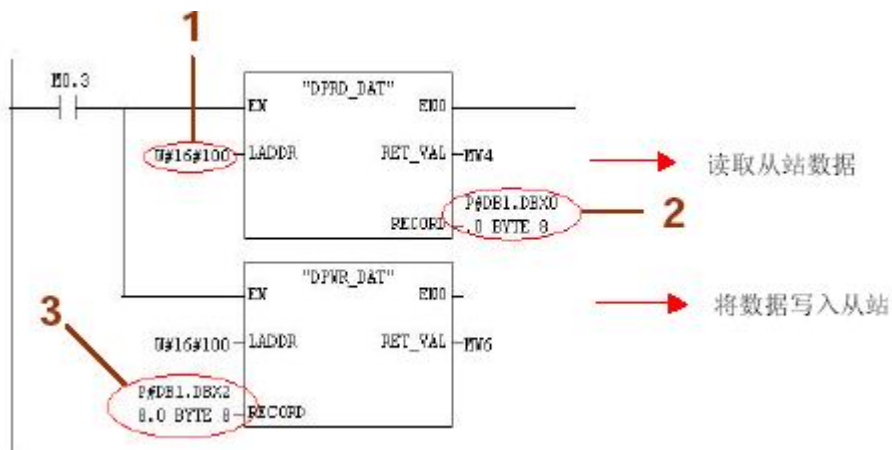 1
M0.3
"DPRD_DAT"
EN
ENO
W#16#100
LADDR
RET_VAL
MW4
读取从站数据
P#DB1.DBX0
.0 BYTE 8
RECORD
2
"DPWR_DAT"
EN
ENO
将数据写入从站
3
W#16#100
LADDR
RET_VAL
MW6
P#DB1.DBX2
8.0 BYTE 8
RECORD